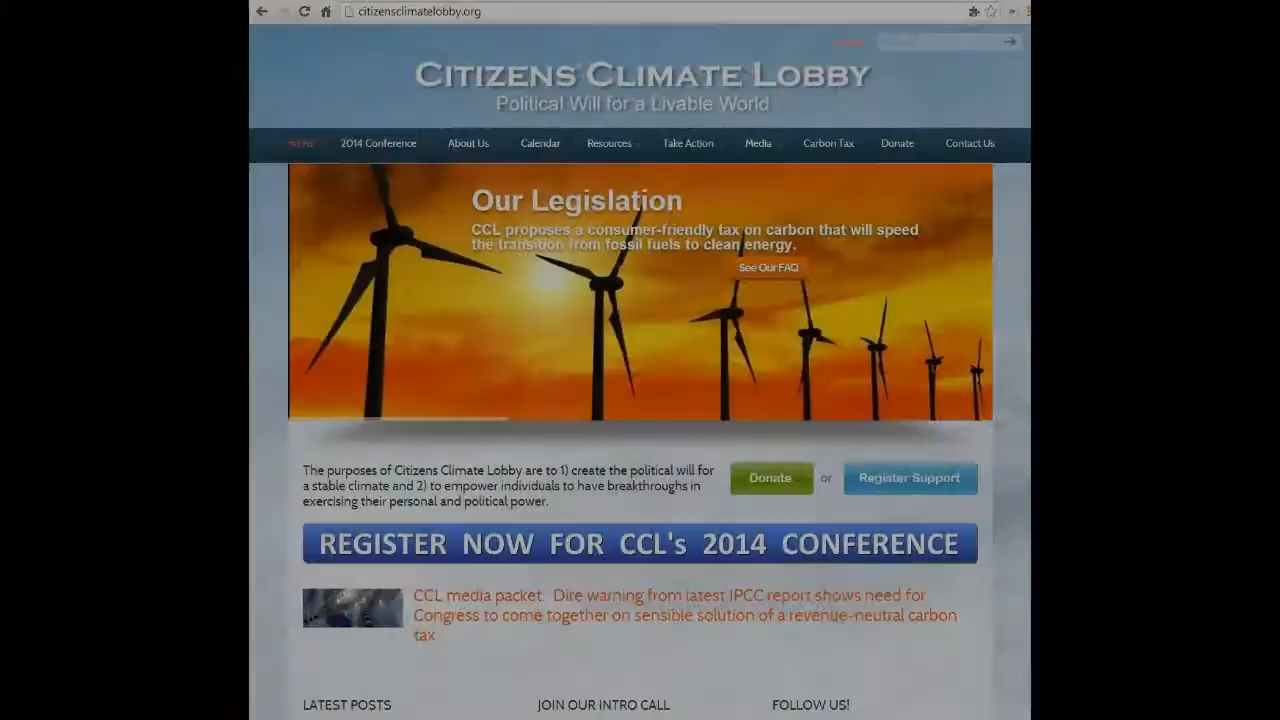 citizensclimatelobby.org
CITIZENS CLIMATE LOBBY
Political Will for a Livable World
Home 2014 Conference About Us Calendar Resources Take Action Media Carbon Tax Donate Contact Us
Our Legislation
CCL proposes a consumer-friendly tax on carbon that will speed
the transition from fossil fuels to clean energy.
See Our FAQ
The purposes of Citizens Climate Lobby are to 1) create the political will for
a stable climate and 2) to empower individuals to have breakthroughs in
exercising their personal and political power.
Donate or Register Support
REGISTER NOW FOR CCL's 2014 CONFERENCE
CCL media packet: Dire warning from latest IPCC report shows need for
Congress to come together on sensible solution of a revenue-neutral carbon
tax
LATEST POSTS JOIN OUR INTRO CALL FOLLOW US!